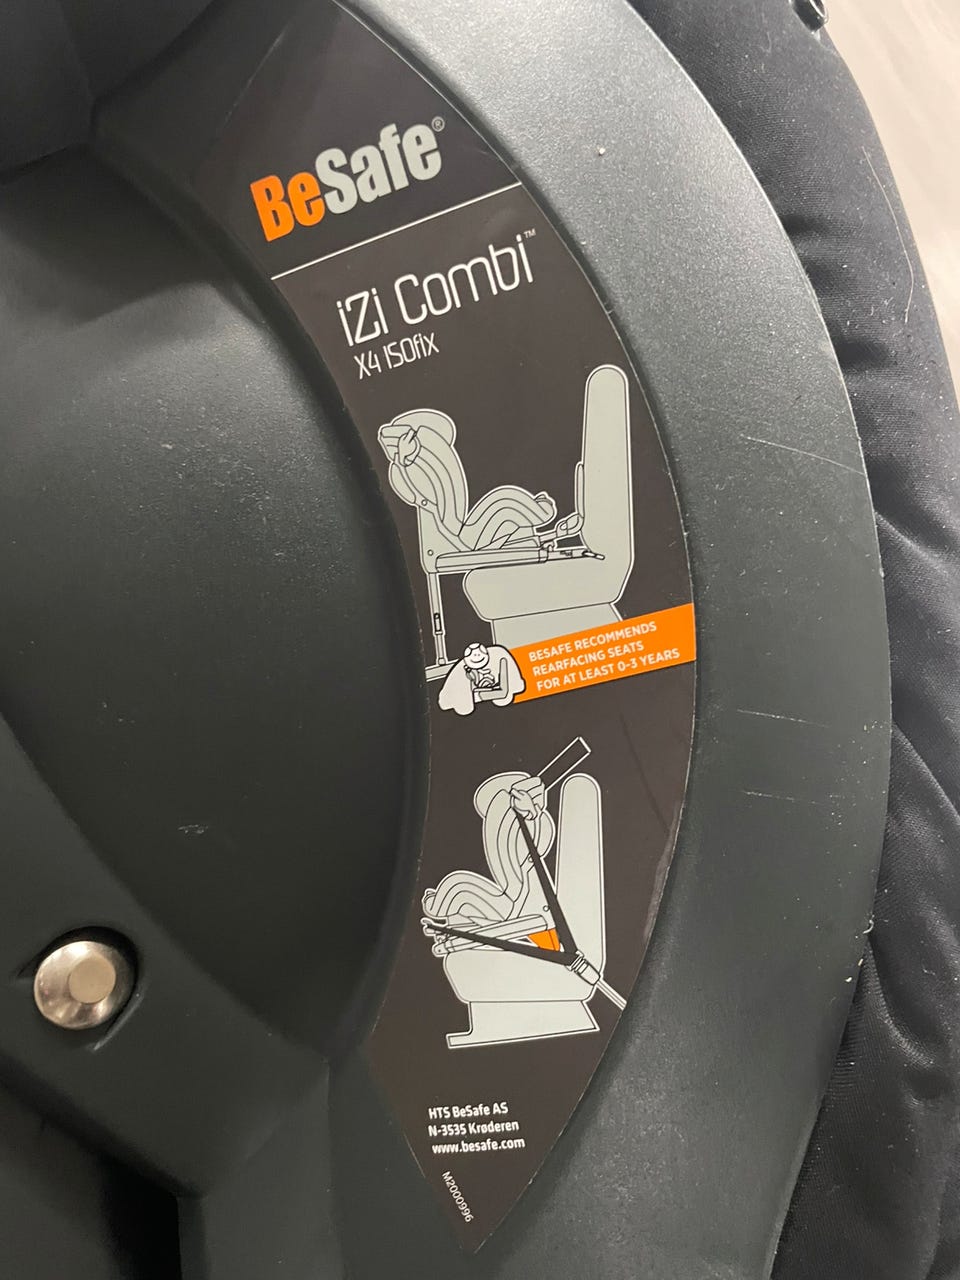 BeSafe®
iZi Combi™
X4 ISOfix
BESAFE RECOMMENDS
REARFACING SEATS
FOR AT LEAST 0-3 YEARS
HTS BeSafe AS
N-3535 Krøderen
www.besafe.com
M2000996